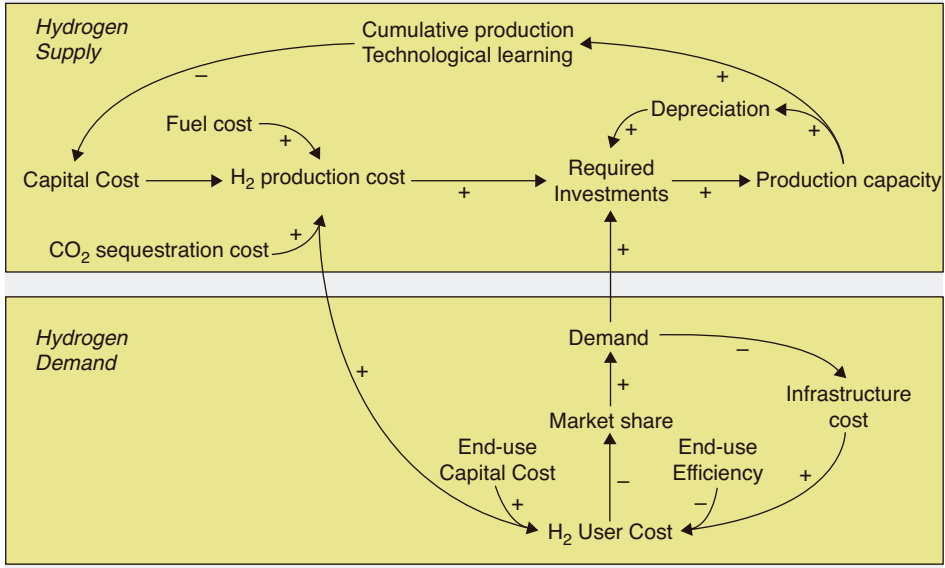 Hydrogen
Supply
Cumulative production
Technological learning
–
+
Fuel cost
+
Depreciation
+
+
Capital Cost
H₂ production cost
+
Required
Investments
+
Production capacity
CO₂ sequestration cost
+
+
Hydrogen
Demand
Demand
–
+
+
Infrastructure
cost
Market share
End-use
Capital Cost
End-use
Efficiency
+
–
+
–
H₂ User Cost